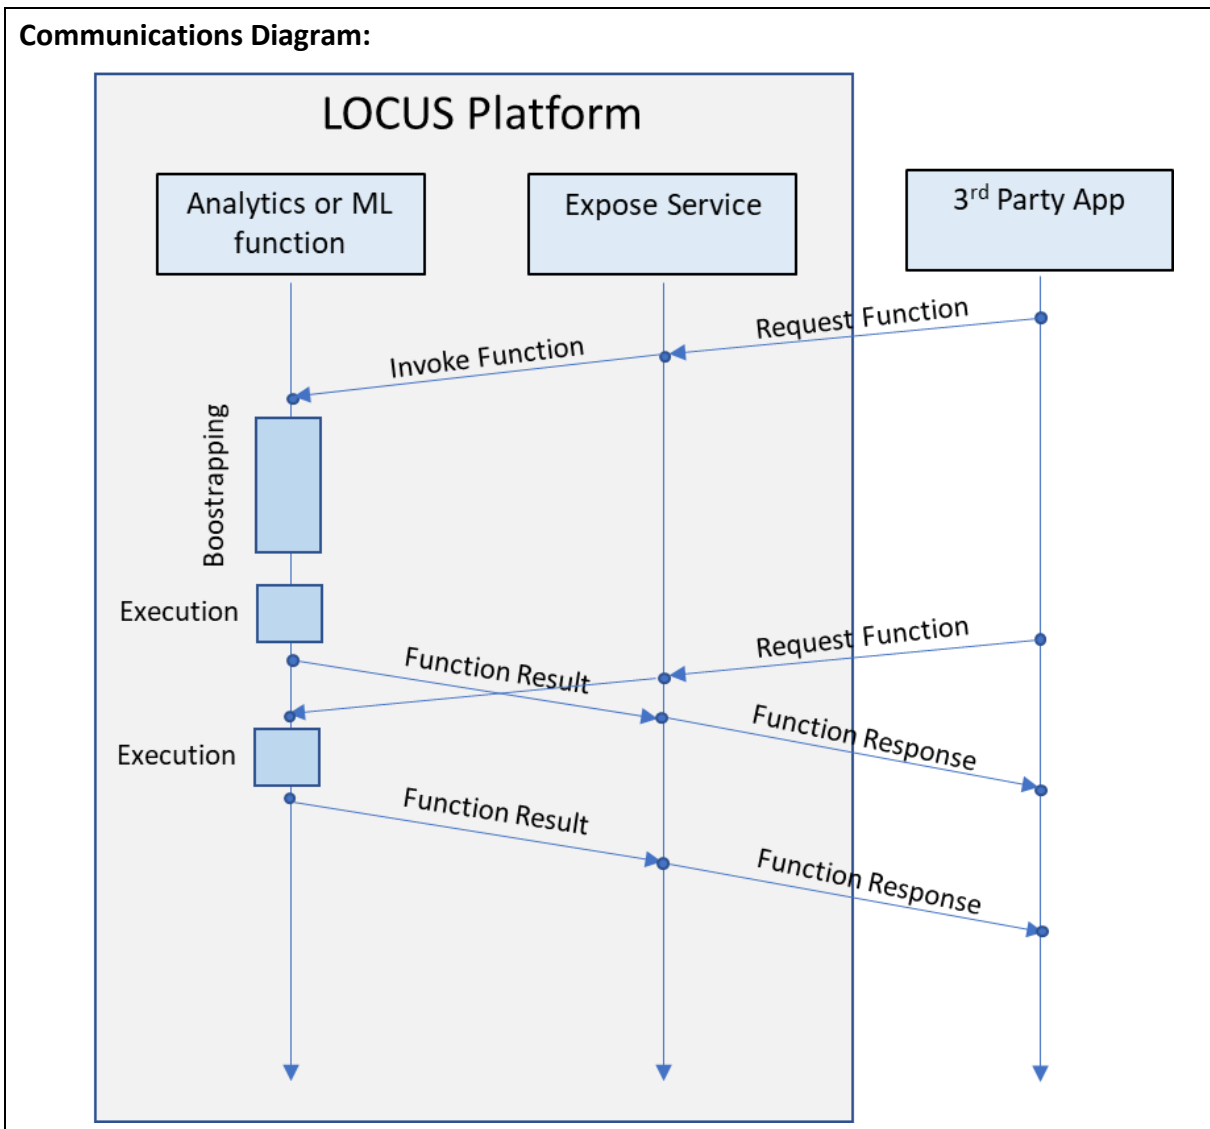 Communications Diagram:
LOCUS Platform
Analytics or ML
function
Expose Service
3rd Party App
Request Function
Invoke Function
Boostrapping
Execution
Request Function
Function Result
Function Response
Execution
Function Result
Function Response